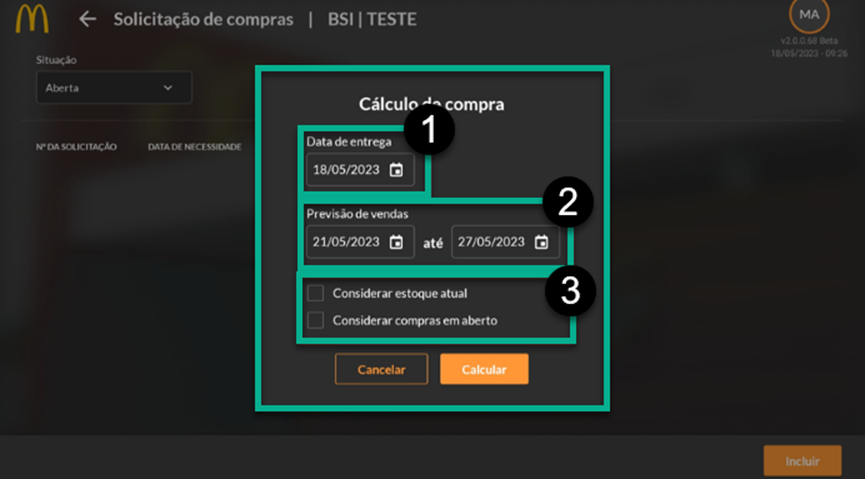 Solicitação de compras | BSI | TESTE
MA
v2.0.0.68 Beta
18/05/2023 - 09:26
Situação
Aberta
Nº DA SOLICITAÇÃO DATA DE NECESSIDADE
Cálculo de compra
1
Data de entrega
18/05/2023
2
Previsão de vendas
21/05/2023 até 27/05/2023
3
Considerar estoque atual
Considerar compras em aberto
Cancelar Calcular
Incluir